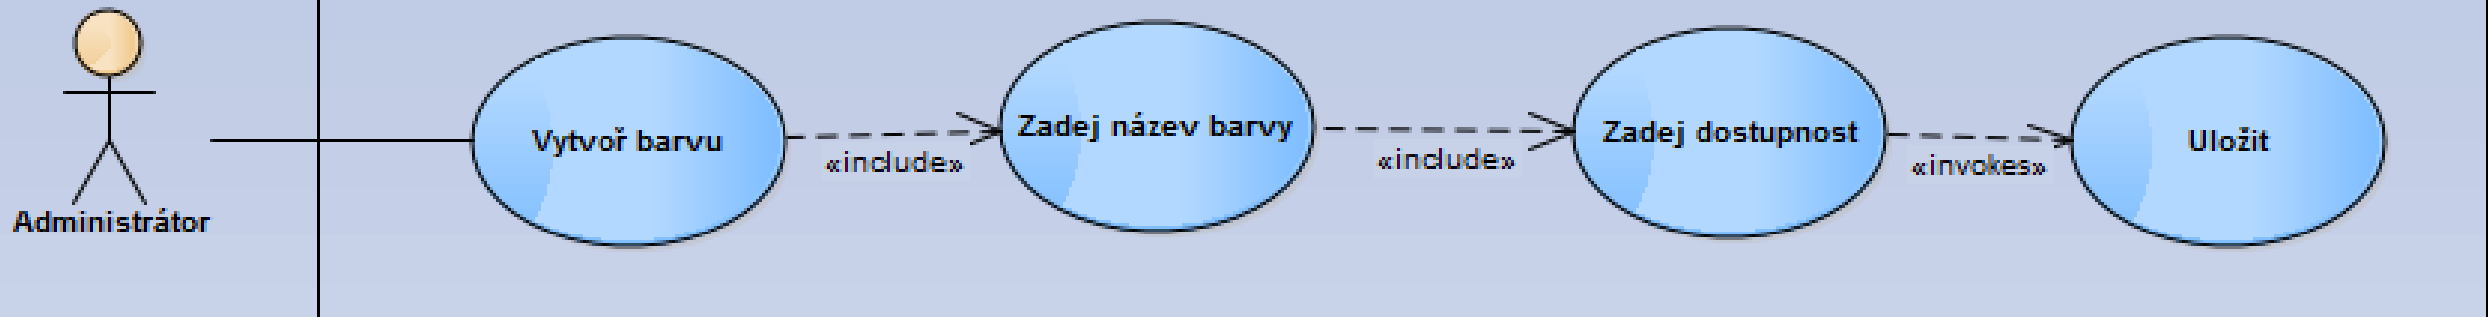 Administrátor
Vytvoř barvu
«include»
Zadej název barvy
«include»
Zadej dostupnost
«invokes»
Uložit